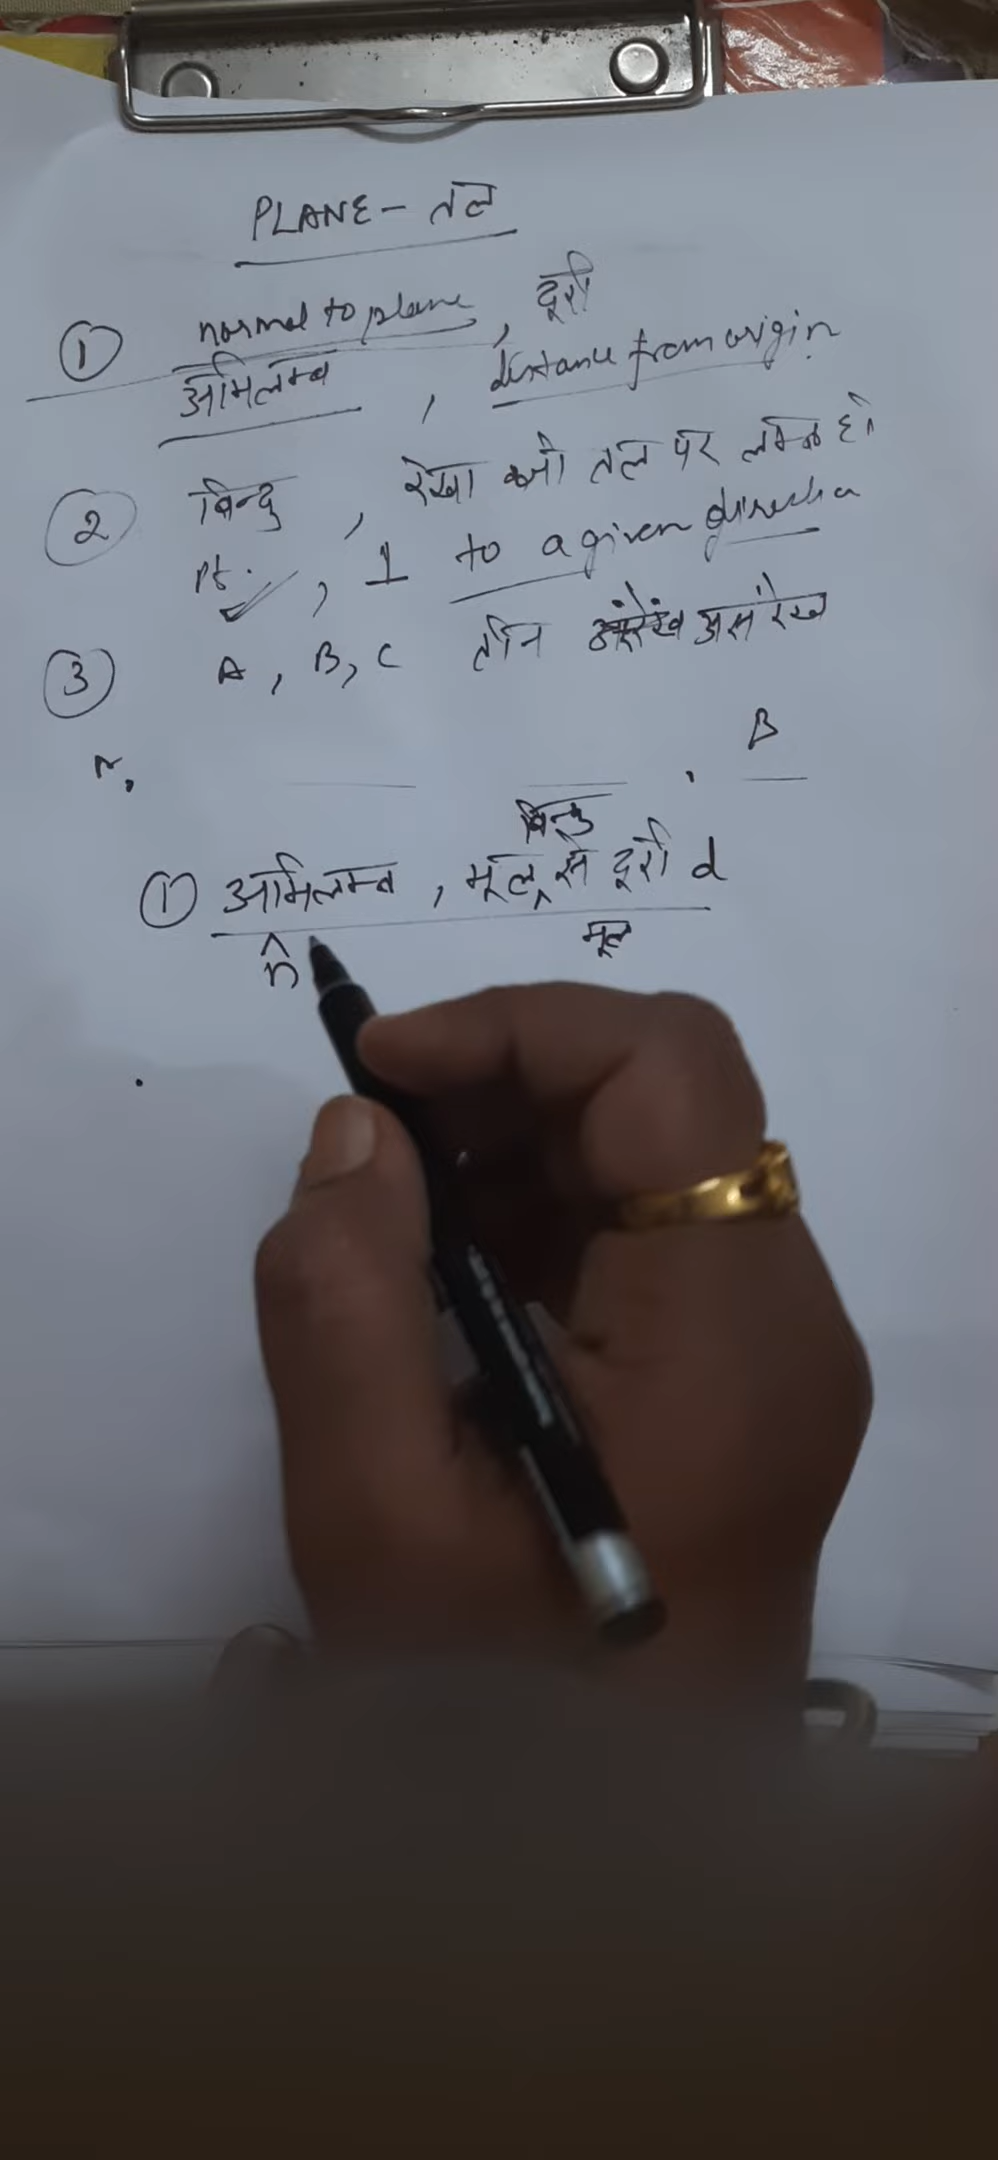 PLANE - तल
① normal to plane, दूरी
अभिलम्ब, distance from origin
② बिन्दु, रेखा जो तल पर लम्ब हो
Pt. ✓, ⊥ to a given direction
③ A, B, C तीन असंरेख
B
बिन्दु
① अभिलम्ब, मूल से दूरी d
n̂ मूल